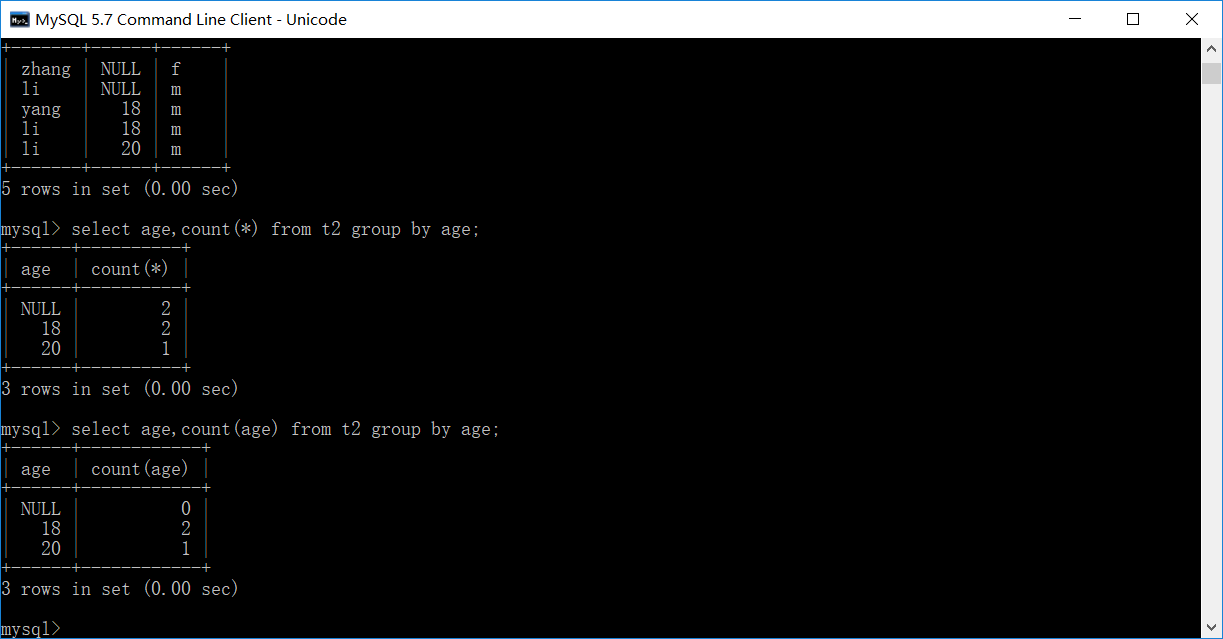 MySQL 5.7 Command Line Client - Unicode
+-------+------+------+
| zhang | NULL | f    |
| li    | NULL | m    |
| yang  |   18 | m    |
| li    |   18 | m    |
| li    |   20 | m    |
+-------+------+------+
5 rows in set (0.00 sec)
mysql> select age,count(*) from t2 group by age;
+------+----------+
| age  | count(*) |
+------+----------+
| NULL |        2 |
|   18 |        2 |
|   20 |        1 |
+------+----------+
3 rows in set (0.00 sec)
mysql> select age,count(age) from t2 group by age;
+------+------------+
| age  | count(age) |
+------+------------+
| NULL |          0 |
|   18 |          2 |
|   20 |          1 |
+------+------------+
3 rows in set (0.00 sec)
mysql>